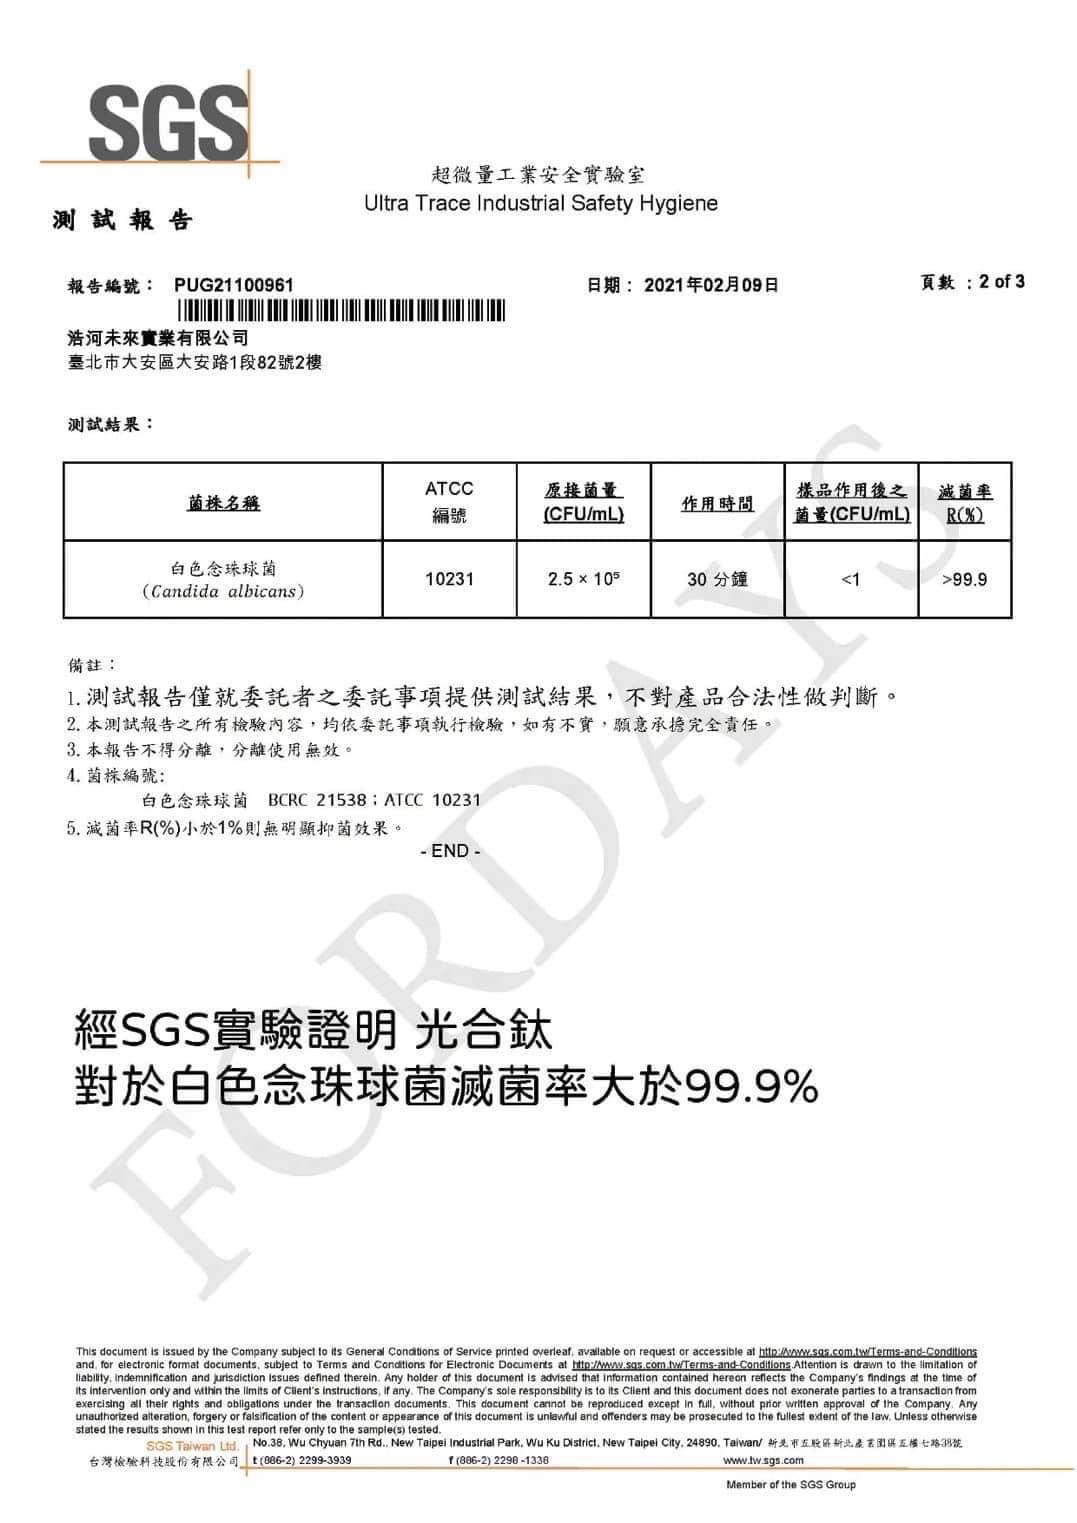 SGS
超微量工業安全實驗室
Ultra Trace Industrial Safety Hygiene
測試報告
報告編號： PUG21100961 日期： 2021年02月09日 頁數 ：2 of 3
浩河未來實業有限公司
臺北市大安區大安路1段82號2樓
測試結果：
菌株名稱 ATCC 編號 原接菌量 (CFU/mL) 作用時間 樣品作用後之菌量(CFU/mL) 滅菌率 R(%)
白色念珠球菌 (Candida albicans) 10231 2.5 × 10⁵ 30 分鐘 <1 >99.9
備註：
1. 測試報告僅就委託者之委託事項提供測試結果，不對產品合法性做判斷。
2. 本測試報告之所有檢驗內容，均依委託事項執行檢驗，如有不實，願意承擔完全責任。
3. 本報告不得分離，分離使用無效。
4. 菌株編號:
白色念珠球菌 BCRC 21538；ATCC 10231
5. 滅菌率R(%)小於1%則無明顯抑菌效果。
- END -
FORDAYS
經SGS實驗證明 光合鈦
對於白色念珠球菌滅菌率大於99.9%
This document is issued by the Company subject to its General Conditions of Service printed overleaf, available on request or accessible at http://www.sgs.com.tw/Terms-and-Conditions
and, for electronic format documents, subject to Terms and Conditions for Electronic Documents at http://www.sgs.com.tw/Terms-and-Conditions.Attention is drawn to the limitation of
liability, indemnification and jurisdiction issues defined therein. Any holder of this document is advised that information contained hereon reflects the Company's findings at the time of
its intervention only and within the limits of Client's instructions, if any. The Company's sole responsibility is to its Client and this document does not exonerate parties to a transaction from
exercising all their rights and obligations under the transaction documents. This document cannot be reproduced except in full, without prior written approval of the Company. Any
unauthorized alteration, forgery or falsification of the content or appearance of this document is unlawful and offenders may be prosecuted to the fullest extent of the law. Unless otherwise
stated the results shown in this test report refer only to the sample(s) tested.
SGS Taiwan Ltd. No.38, Wu Chyuan 7th Rd., New Taipei Industrial Park, Wu Ku District, New Taipei City, 24890, Taiwan/ 新北市五股區新北產業園區五權七路38號
台灣檢驗科技股份有限公司 t (886-2) 2299-3939 f (886-2) 2298-1338 www.tw.sgs.com
Member of the SGS Group